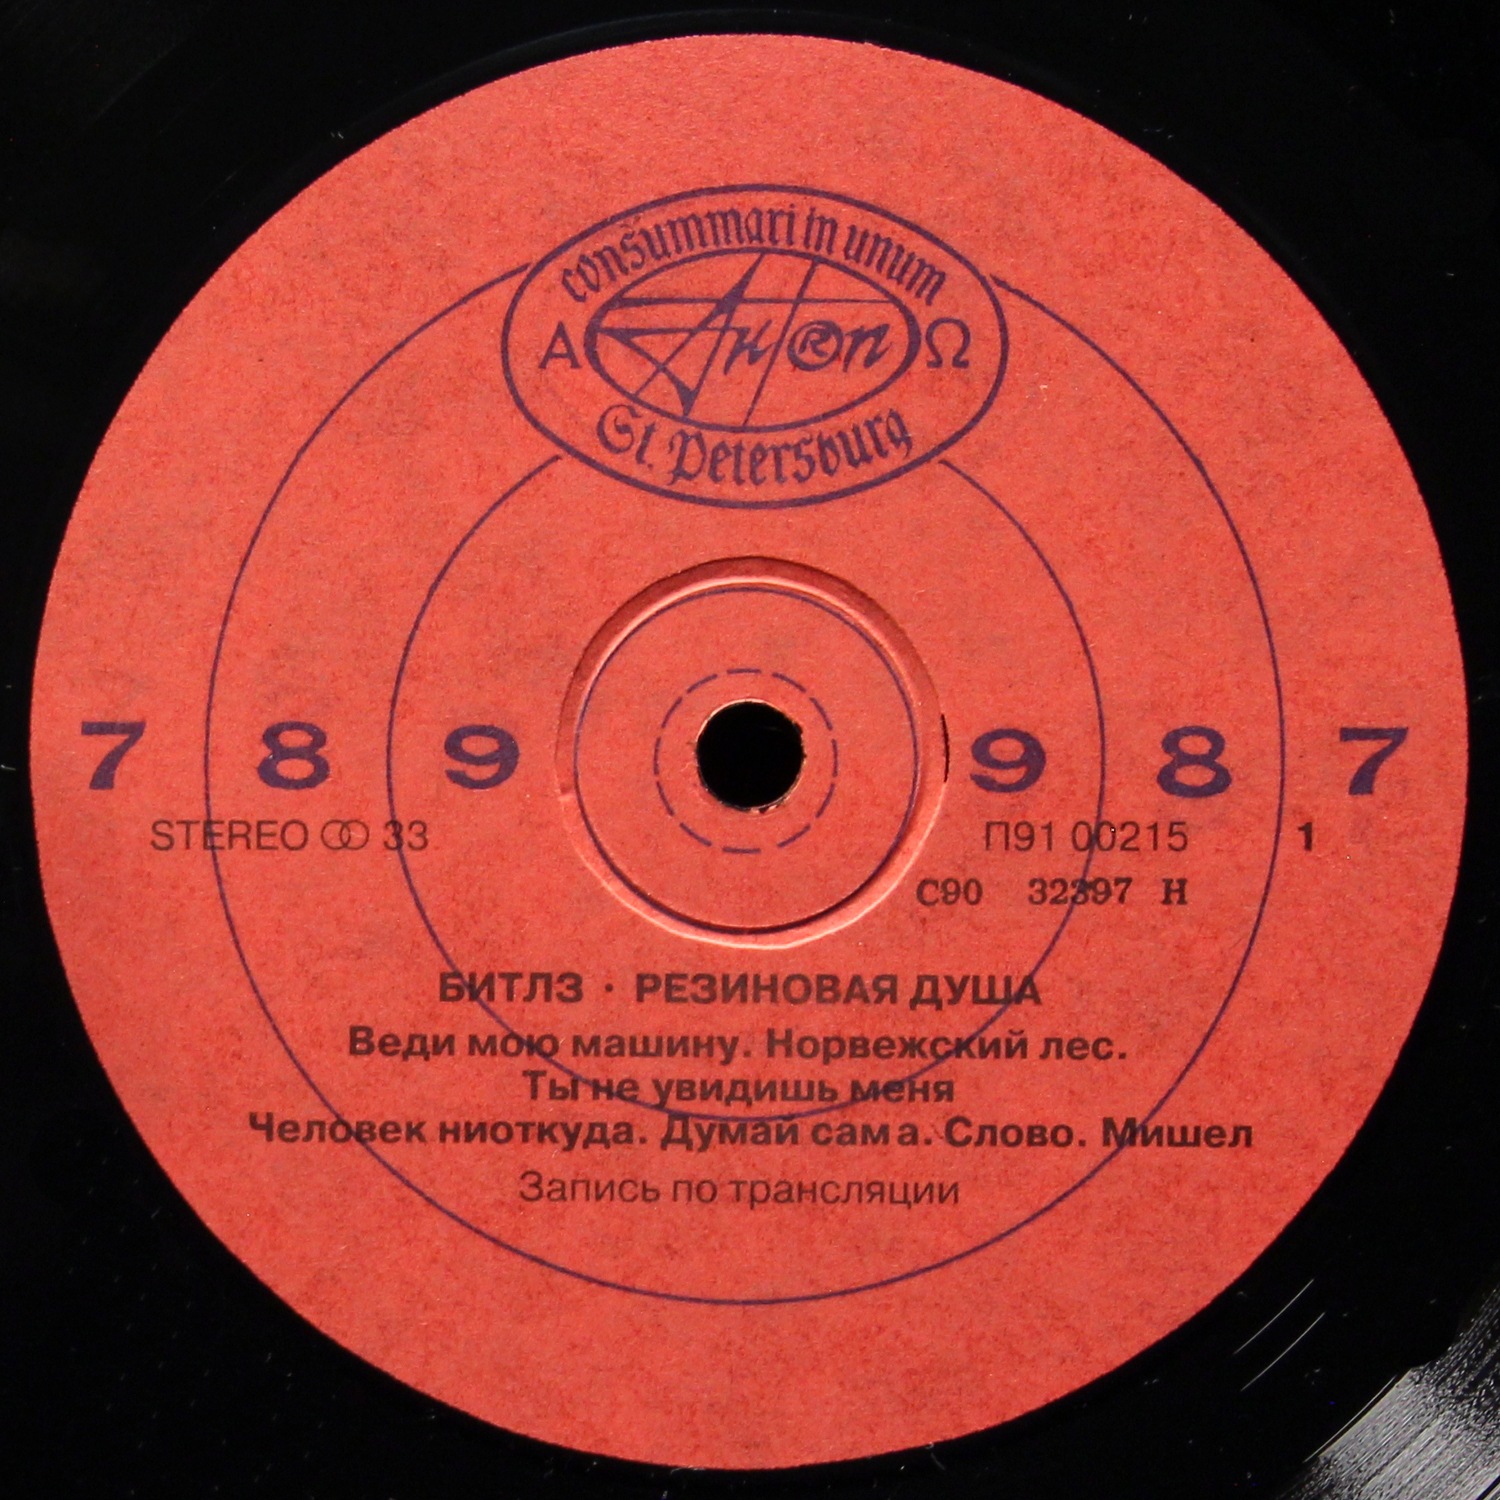 consummari in unum
А АнТроп ® Ω
St. Petersburg
7 8 9 9 8 7
STEREO 33 П91 00215 1
С90 32397 Н
БИТЛЗ · РЕЗИНОВАЯ ДУША
Веди мою машину. Норвежский лес.
Ты не увидишь меня
Человек ниоткуда. Думай сама. Слово. Мишел
Запись по трансляции